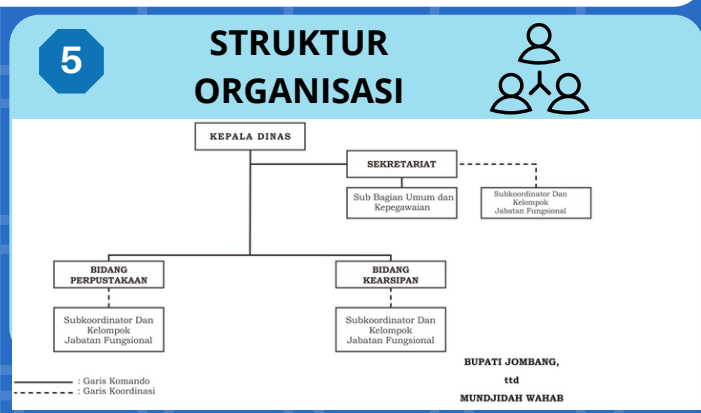 5
STRUKTUR
ORGANISASI
KEPALA DINAS
SEKRETARIAT
Sub Bagian Umum dan
Kepegawaian
Subkoordinator Dan
Kelompok
Jabatan Fungsional
BIDANG
PERPUSTAKAAN
BIDANG
KEARSIPAN
Subkoordinator Dan
Kelompok
Jabatan Fungsional
Subkoordinator Dan
Kelompok
Jabatan Fungsional
: Garis Komando
: Garis Koordinasi
BUPATI JOMBANG,
ttd
MUNDJIDAH WAHAB